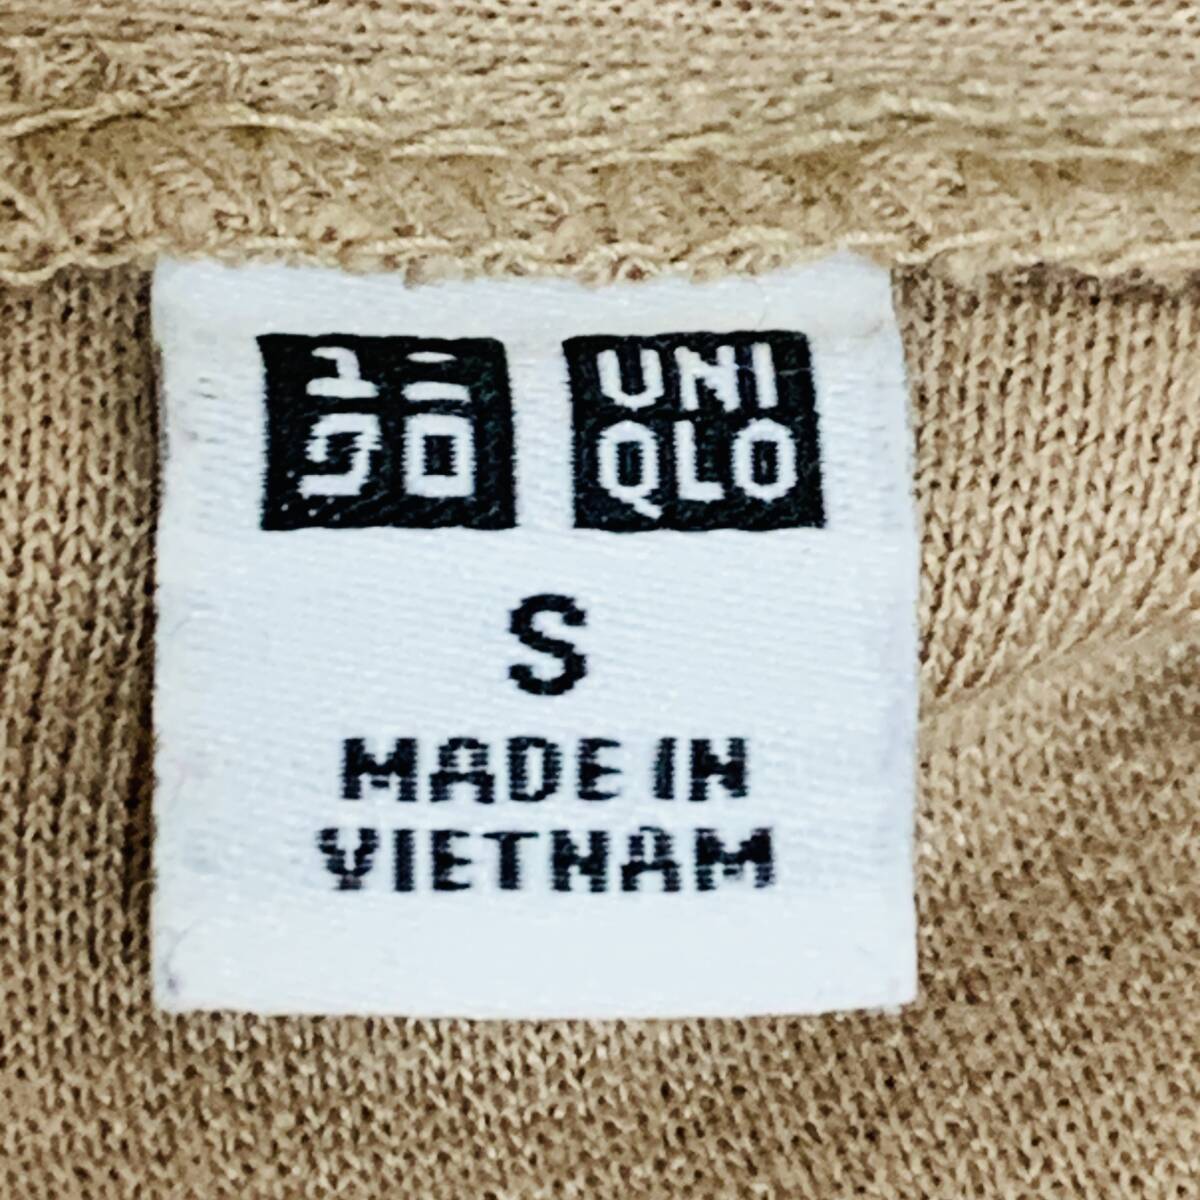 ユニ UNI
クロ QLO
S
MADE IN
VIETNAM